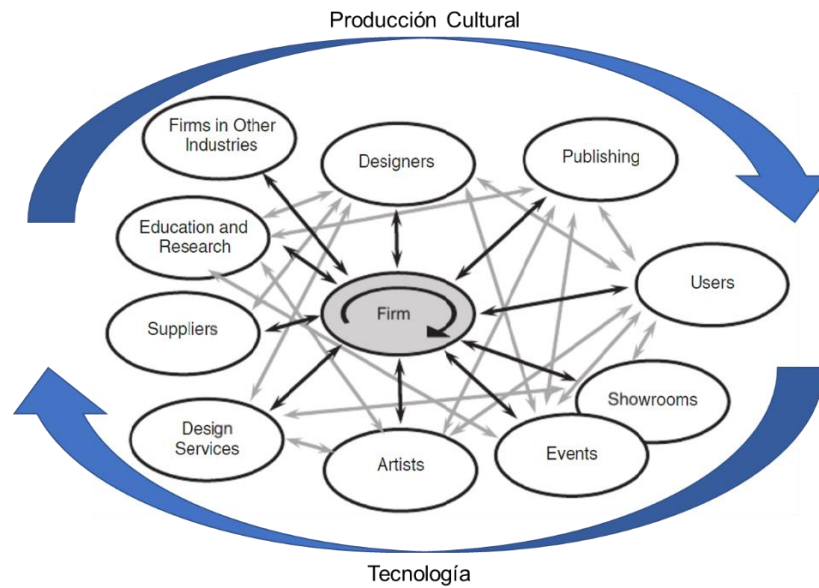 Producción Cultural
Firms in Other
Industries
Designers
Publishing
Education and
Research
Users
Firm
Suppliers
Showrooms
Design
Services
Artists
Events
Tecnología